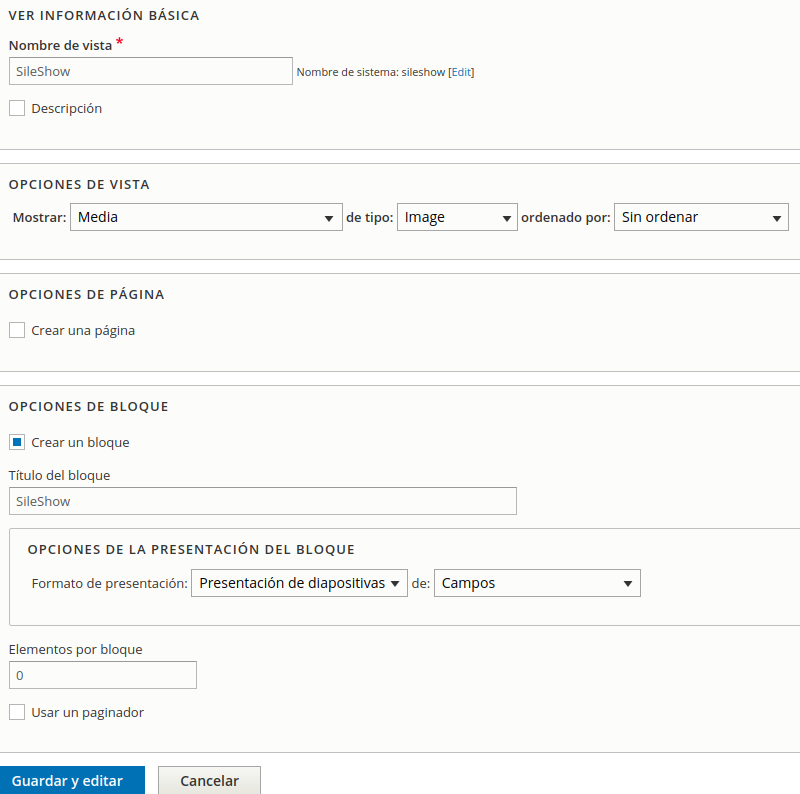 VER INFORMACIÓN BÁSICA
Nombre de vista *
SileShow Nombre de sistema: sileshow [Edit]
Descripción
OPCIONES DE VISTA
Mostrar: Media de tipo: Image ordenado por: Sin ordenar
OPCIONES DE PÁGINA
Crear una página
OPCIONES DE BLOQUE
Crear un bloque
Título del bloque
SileShow
OPCIONES DE LA PRESENTACIÓN DEL BLOQUE
Formato de presentación: Presentación de diapositivas de: Campos
Elementos por bloque
0
Usar un paginador
Guardar y editar Cancelar